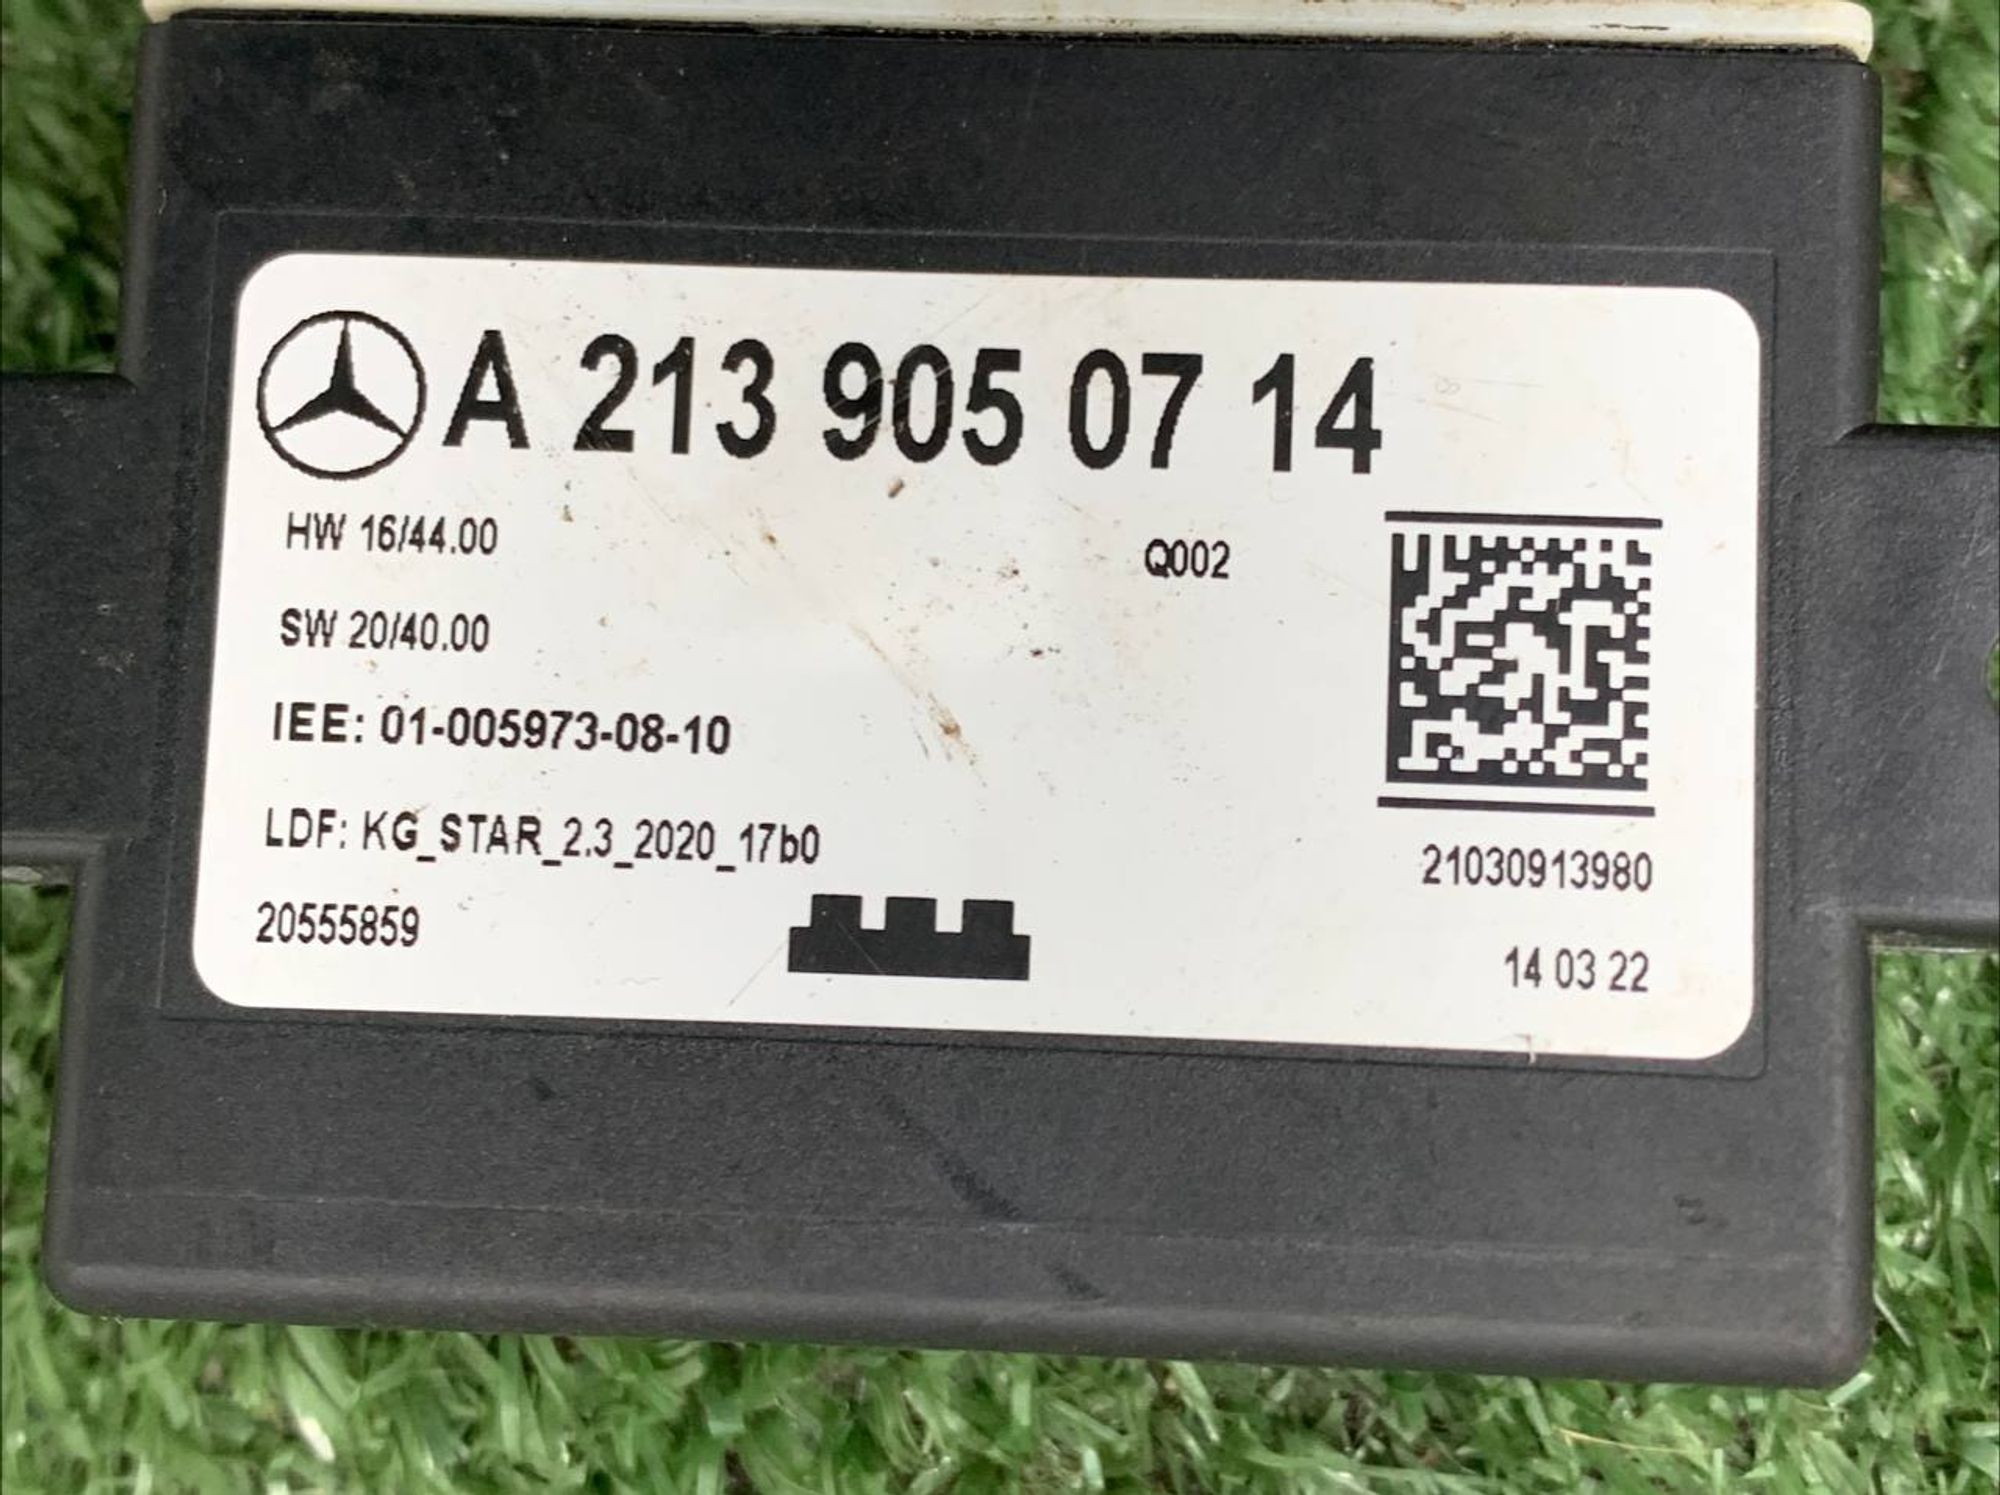 A 213 905 07 14
HW 16/44.00
Q002
SW 20/40.00
IEE: 01-005973-08-10
LDF: KG_STAR_2.3_2020_17b0
21030913980
20555859
14 03 22